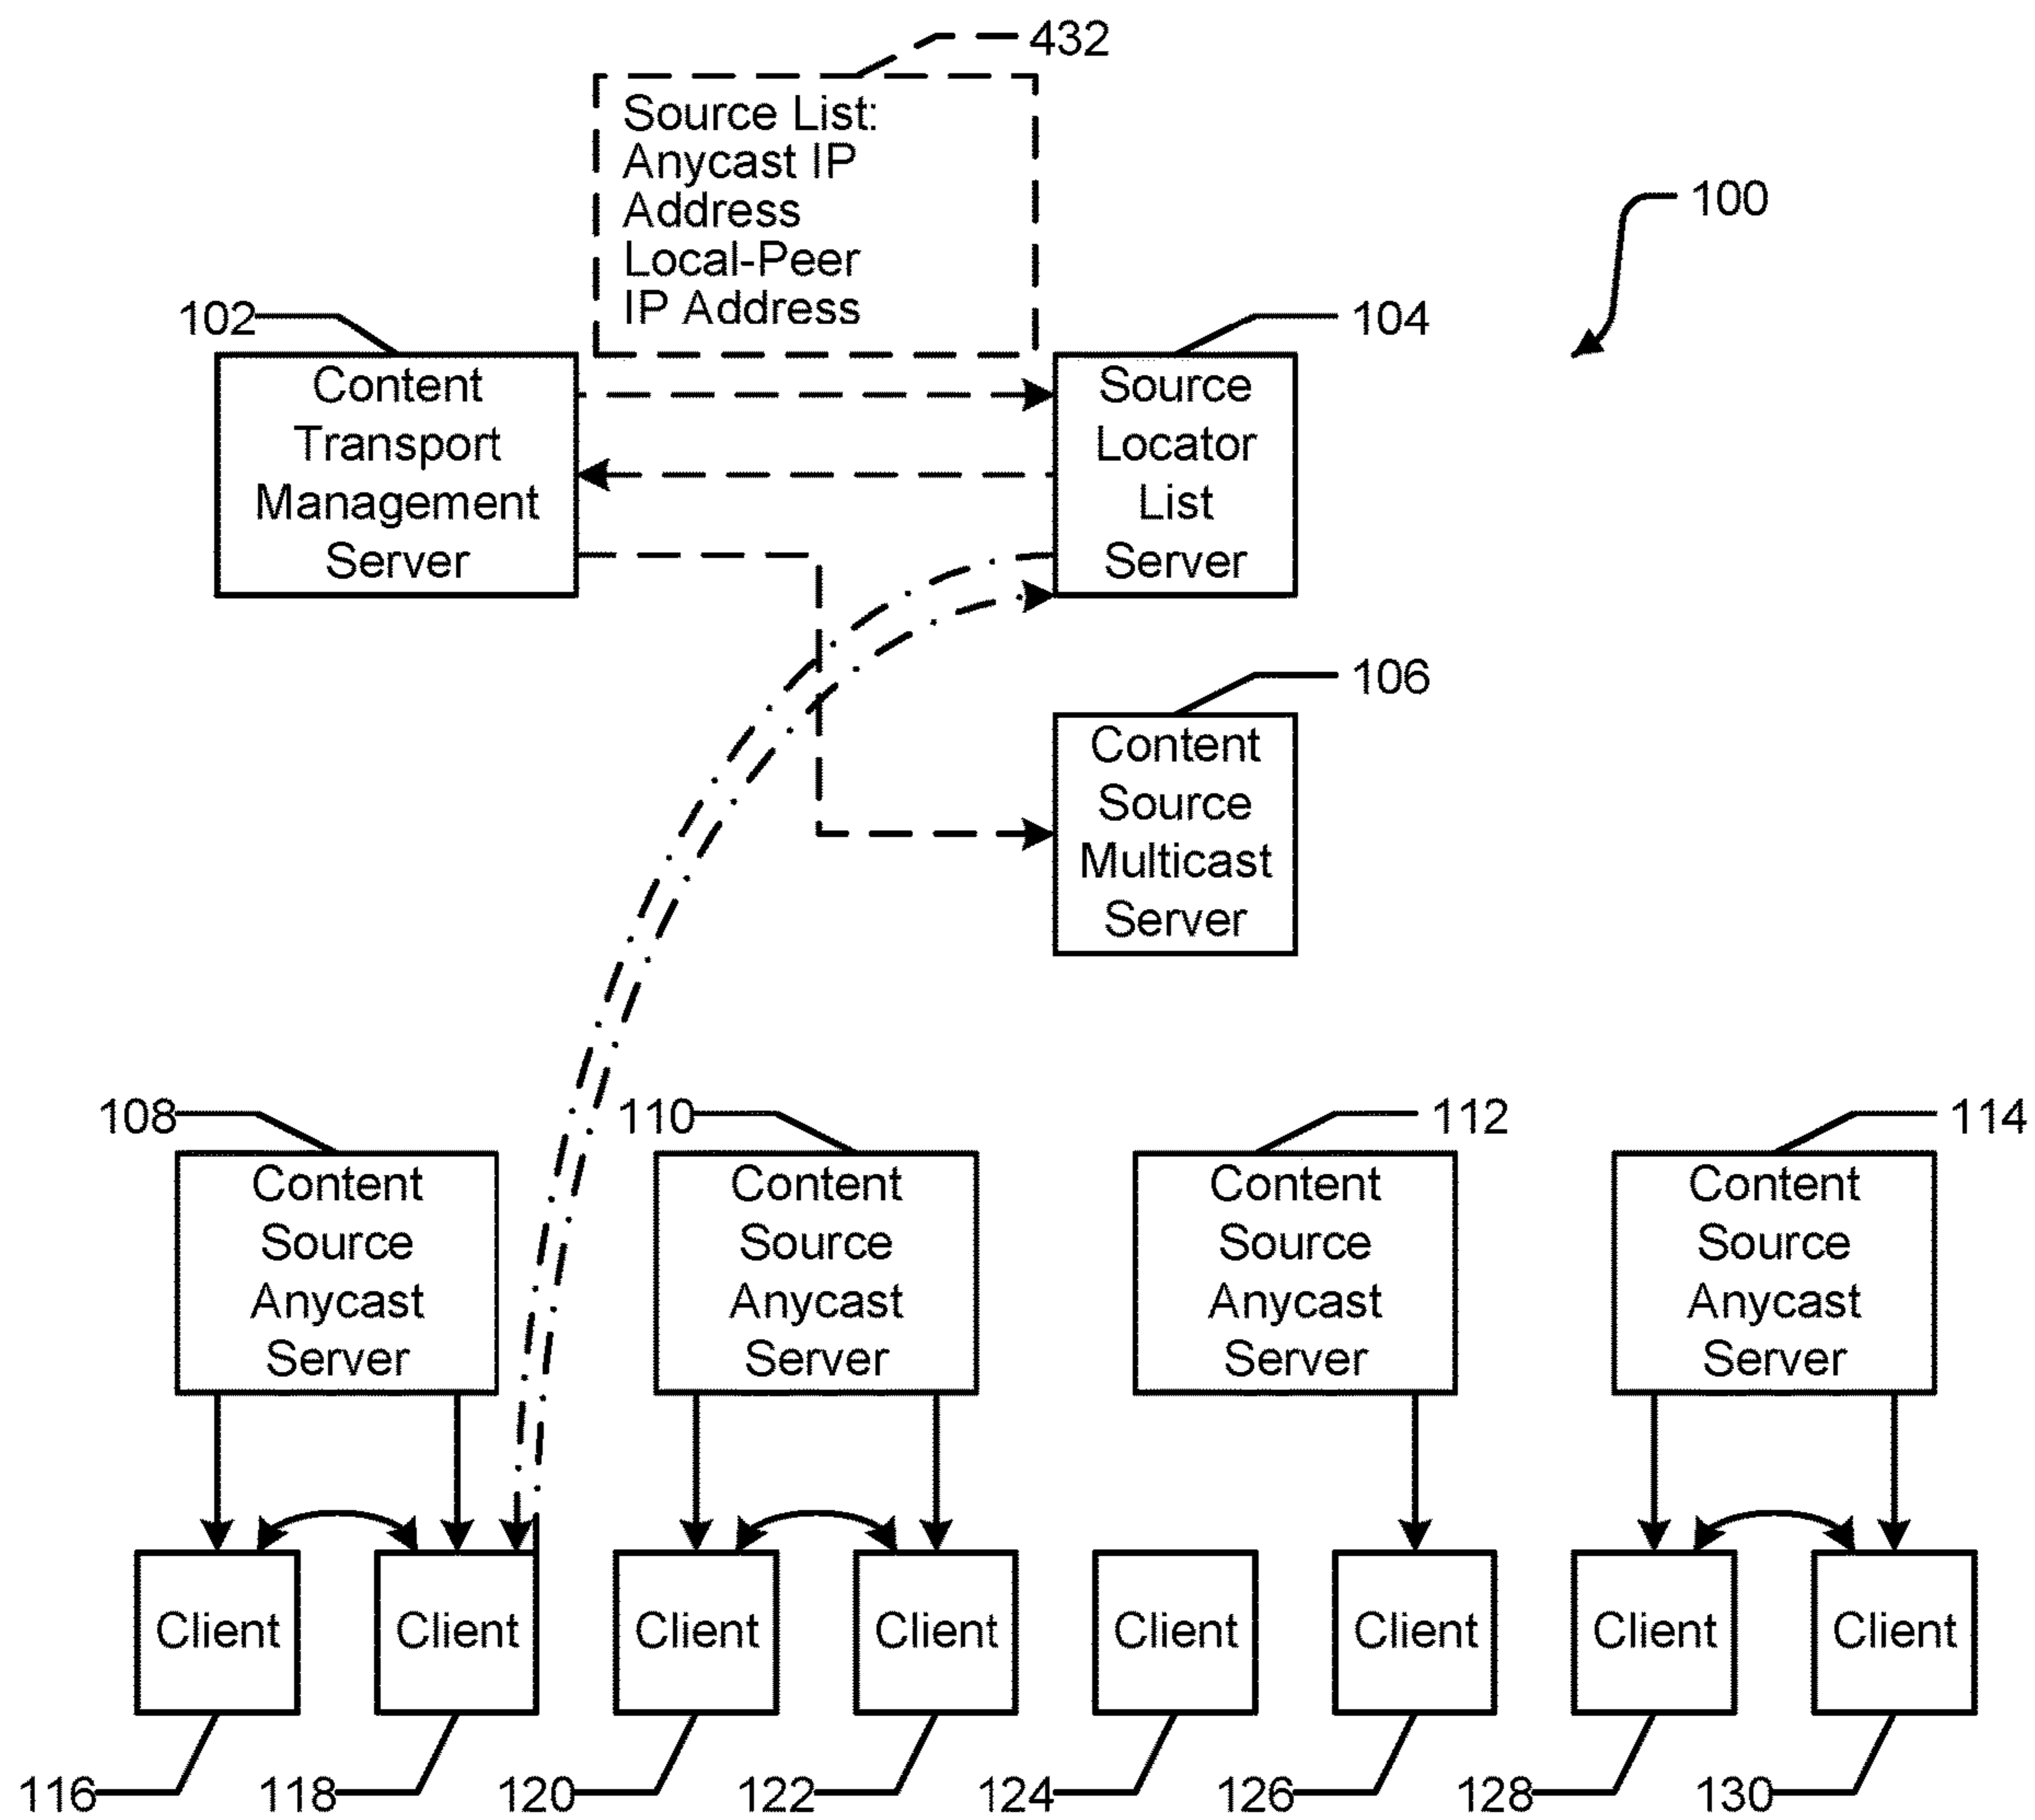 432
Source List:
Anycast IP
Address
Local-Peer
IP Address
100
102
104
Content
Transport
Management
Server
Source
Locator
List
Server
106
Content
Source
Multicast
Server
108
110
112
114
Content
Source
Anycast
Server
Content
Source
Anycast
Server
Content
Source
Anycast
Server
Content
Source
Anycast
Server
Client
Client
Client
Client
Client
Client
Client
Client
116
118
120
122
124
126
128
130